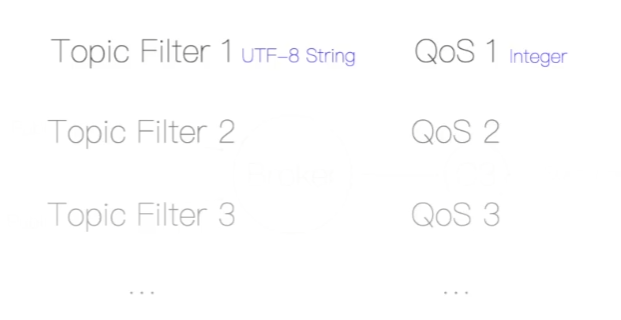 Topic Filter 1 UTF-8 String QoS 1 Integer
Topic Filter 2 QoS 2
Topic Filter 3 QoS 3
... ...